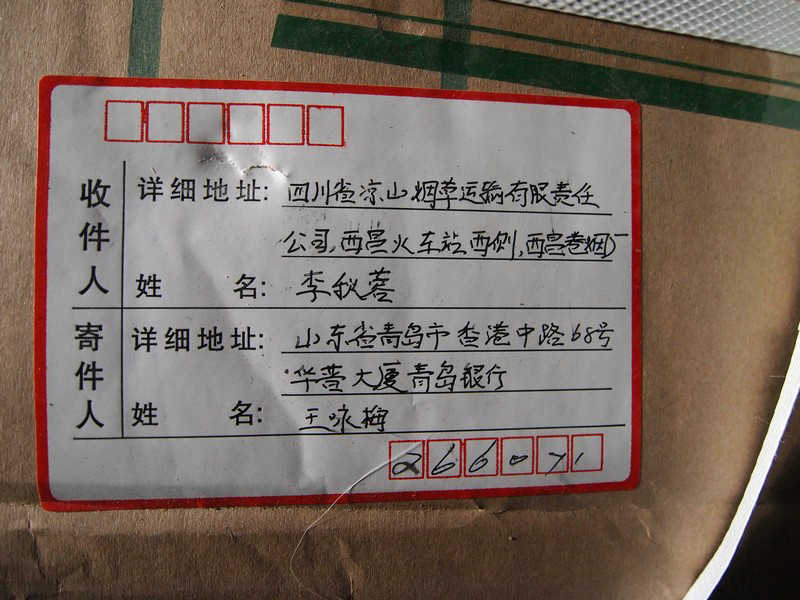 收件人
详细地址: 四川省凉山烟草运输有限责任
公司,西昌火车站西侧,西昌卷烟厂
姓 名: 李秋蓉
寄件人
详细地址: 山东省青岛市香港中路68号
华普大厦青岛银行
姓 名: 王咏梅
266071